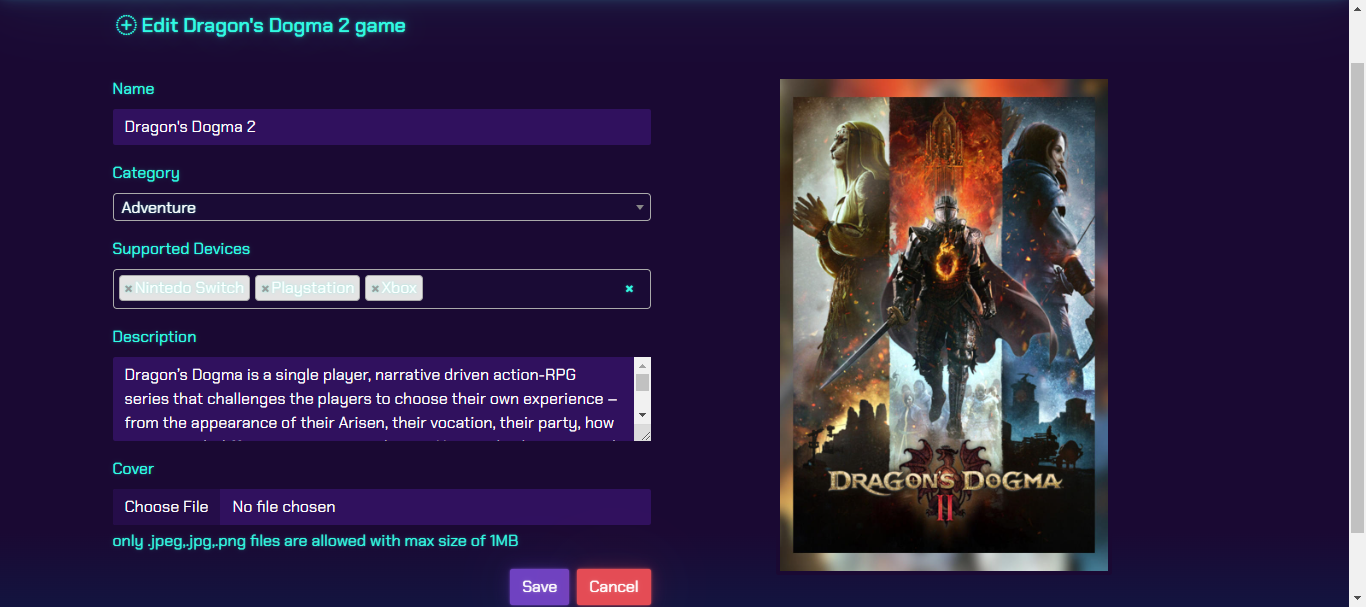 Edit Dragon's Dogma 2 game
Name
Dragon's Dogma 2
Category
Adventure
Supported Devices
×Nintedo Switch ×Playstation ×Xbox ×
Description
Dragon's Dogma is a single player, narrative driven action-RPG
series that challenges the players to choose their own experience –
from the appearance of their Arisen, their vocation, their party, how
Cover
Choose File No file chosen
only .jpeg,.jpg,.png files are allowed with max size of 1MB
Save Cancel
DRAGON'S DOGMA
II